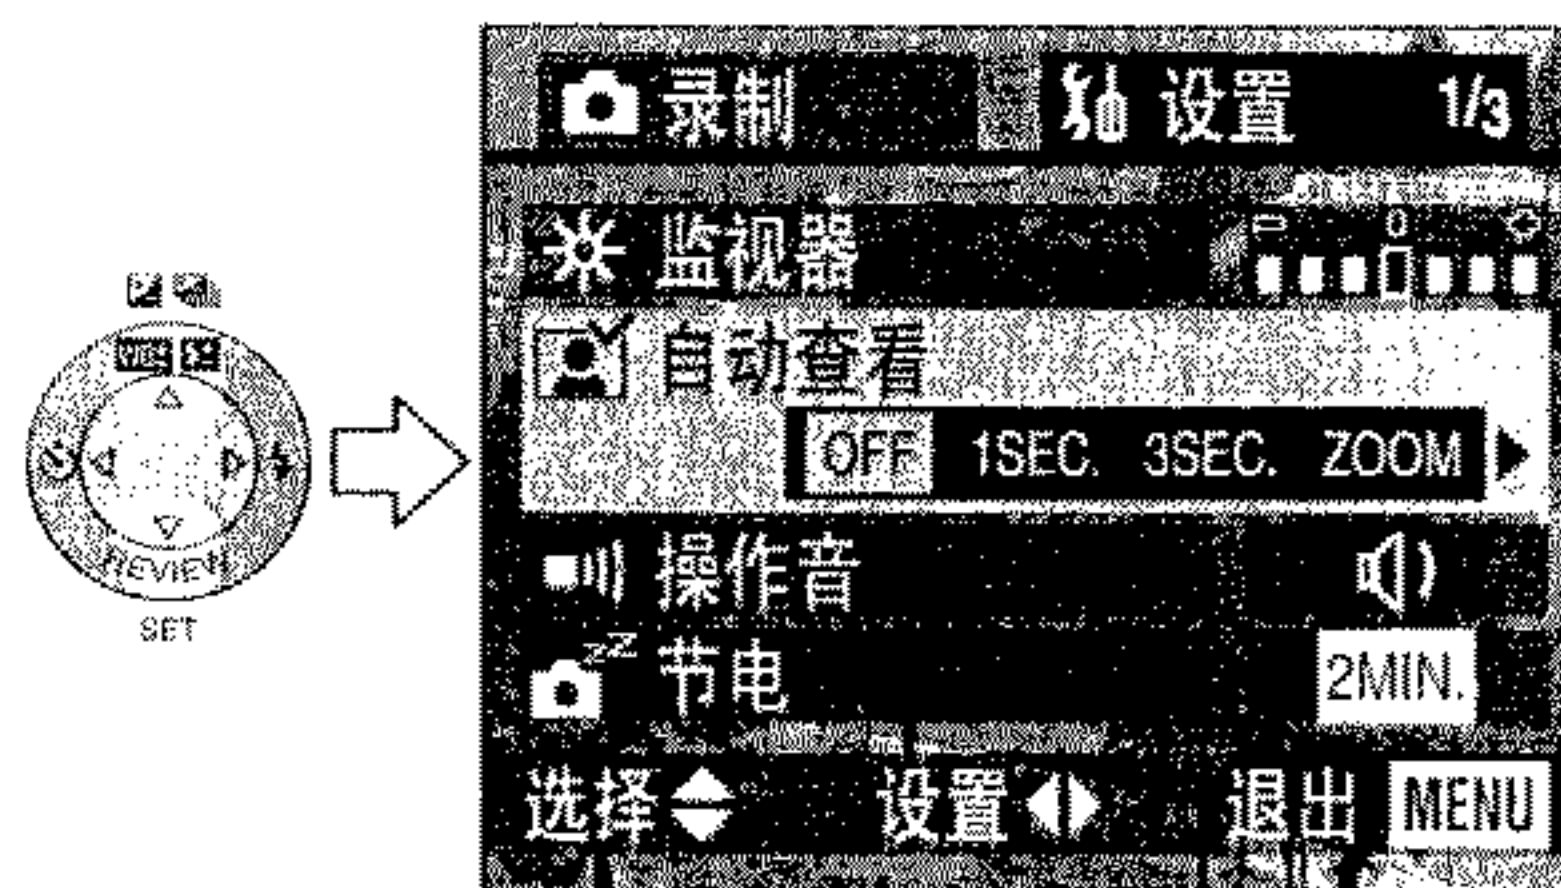 录制 设置 1/3
监视器 0
自动查看
OFF 1SEC. 3SEC. ZOOM
操作音
节电 2MIN.
选择 设置 退出 MENU
REVIEW
SET